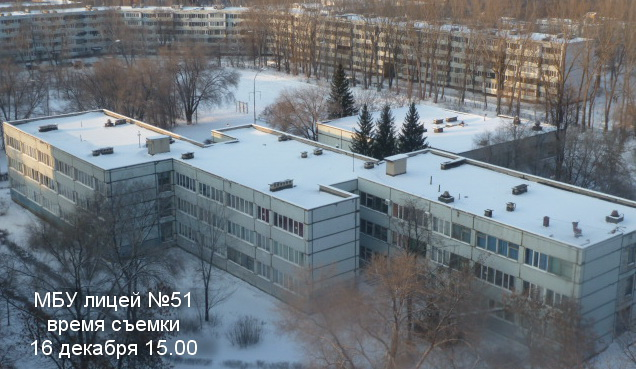 МБУ лицей №51
время съемки
16 декабря 15.00